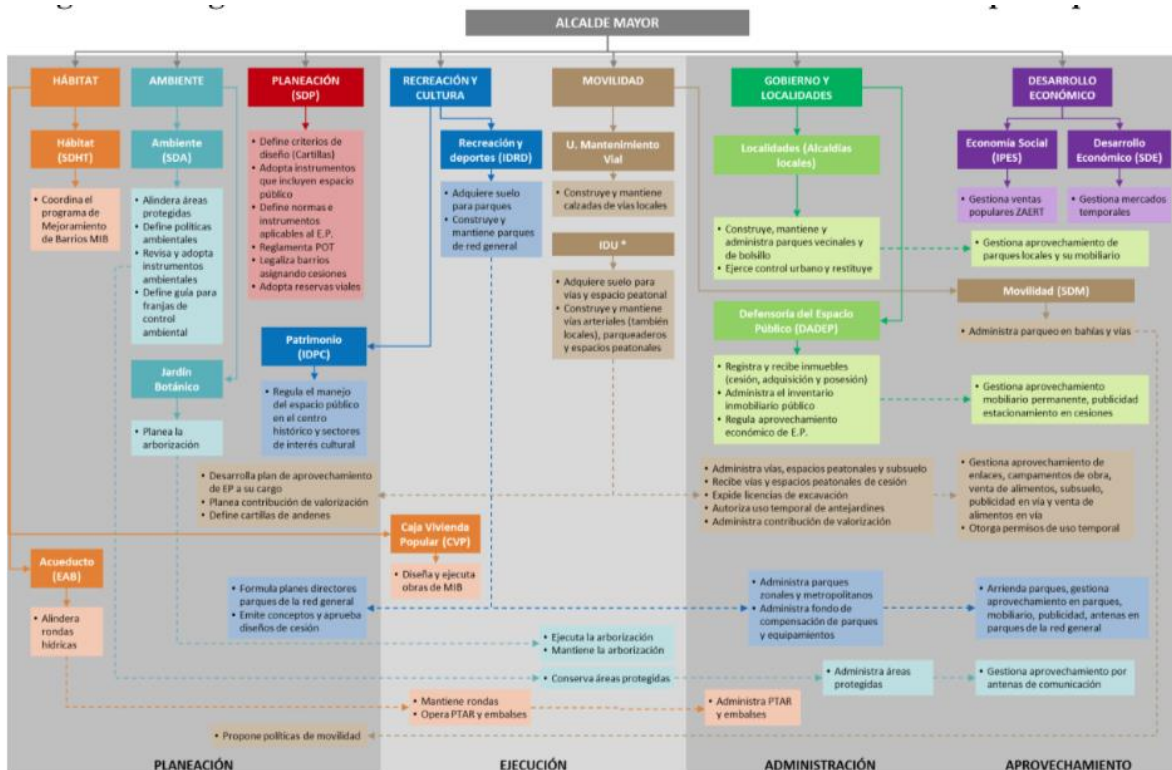 ALCALDE MAYOR
HÁBITAT
AMBIENTE
PLANEACIÓN
(SDP)
RECREACIÓN Y
CULTURA
MOVILIDAD
GOBIERNO Y
LOCALIDADES
DESARROLLO
ECONÓMICO
Hábitat
(SDHT)
• Coordina el
programa de
Mejoramiento
de Barrios MIB
Ambiente
(SDA)
• Alindera áreas
protegidas
• Define políticas
ambientales
• Revisa y adopta
instrumentos
ambientales
• Define guía para
franjas de
control
ambiental
Jardín
Botánico
• Planea la
arborización
• Define criterios de
diseño (Cartillas)
• Adopta instrumentos
que incluyen espacio
público
• Define normas e
instrumentos
aplicables al E.P.
• Reglamenta POT
• Legaliza barrios
asignando cesiones
• Adopta reservas viales
Patrimonio
(IDPC)
• Regula el manejo
del espacio público
en el centro
histórico y sectores
de interés cultural
Recreación y
deportes (IDRD)
• Adquiere suelo
para parques
• Construye y
mantiene parques
de red general
U. Mantenimiento
Vial
• Construye y mantiene
calzadas de vías locales
IDU *
• Adquiere suelo para
vías y espacio peatonal
• Construye y mantiene
vías arteriales (también
locales), parqueaderos
y espacios peatonales
Localidades (Alcaldías
locales)
• Construye, mantiene y
administra parques vecinales y
de bolsillo
• Ejerce control urbano y restituye
Defensoría del Espacio
Público (DADEP)
• Registra y recibe inmuebles
(cesión, adquisición y posesión)
• Administra el inventario
inmobiliario público
• Regula aprovechamiento
económico de E.P.
Economía Social
(IPES)
• Gestiona ventas
populares ZAERT
Desarrollo
Económico (SDE)
• Gestiona mercados
temporales
• Gestiona aprovechamiento de
parques locales y su mobiliario
Movilidad (SDM)
• Administra parqueo en bahías y vías
• Gestiona aprovechamiento
mobiliario permanente, publicidad
estacionamiento en cesiones
• Desarrolla plan de aprovechamiento
de EP a su cargo
• Planea contribución de valorización
• Define cartillas de andenes
• Administra vías, espacios peatonales y subsuelo
• Recibe vías y espacios peatonales de cesión
• Expide licencias de excavación
• Autoriza uso temporal de antejardines
• Administra contribución de valorización
• Gestiona aprovechamiento de
enlaces, campamentos de obra,
venta de alimentos, subsuelo,
publicidad en vía y venta de
alimentos en vía
• Otorga permisos de uso temporal
Caja Vivienda
Popular (CVP)
• Diseña y ejecuta
obras de MIB
Acueducto
(EAB)
• Alindera
rondas
hídricas
• Formula planes directores
parques de la red general
• Emite conceptos y aprueba
diseños de cesión
• Administra parques
zonales y metropolitanos
• Administra fondo de
compensación de parques
y equipamientos
• Arrienda parques, gestiona
aprovechamiento en parques,
mobiliario, publicidad, antenas en
parques de la red general
• Ejecuta la arborización
• Mantiene la arborización
• Conserva áreas protegidas
• Administra áreas
protegidas
• Gestiona aprovechamiento por
antenas de comunicación
• Mantiene rondas
• Opera PTAR y embalses
• Administra PTAR
y embalses
• Propone políticas de movilidad
PLANEACIÓN
EJECUCIÓN
ADMINISTRACIÓN
APROVECHAMIENTO